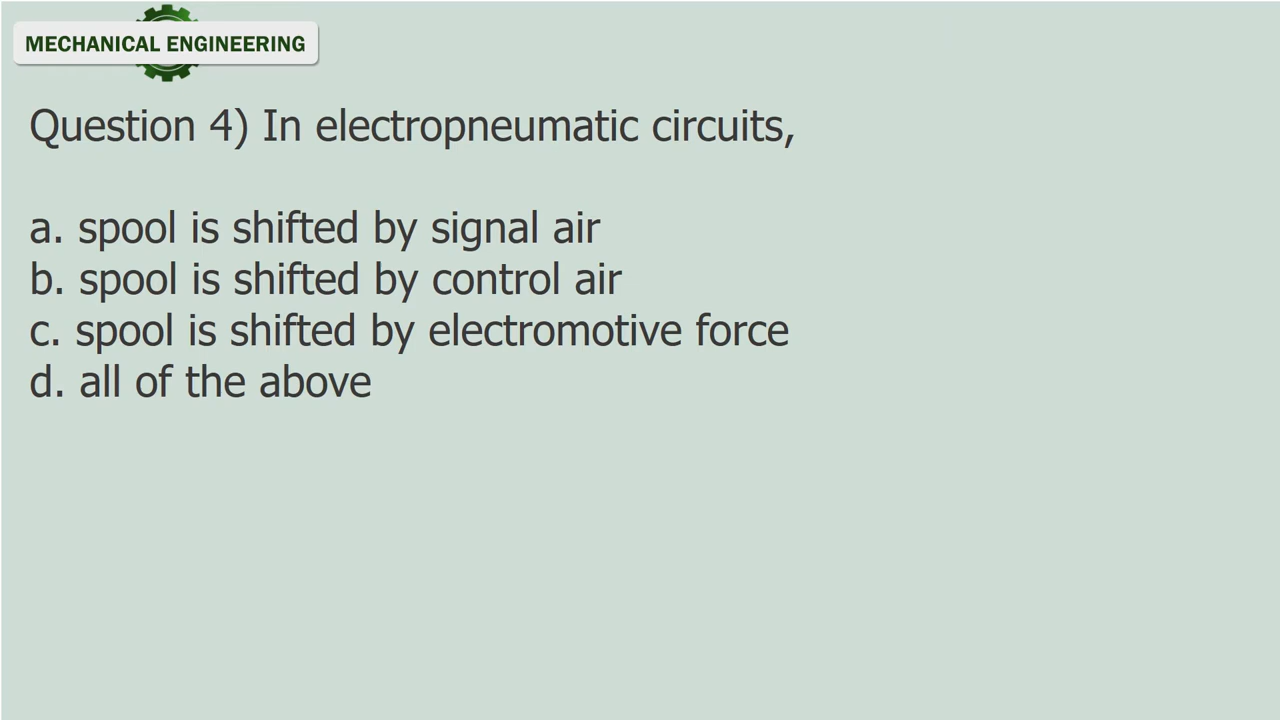 MECHANICAL ENGINEERING
Question 4) In electropneumatic circuits,
a. spool is shifted by signal air
b. spool is shifted by control air
c. spool is shifted by electromotive force
d. all of the above